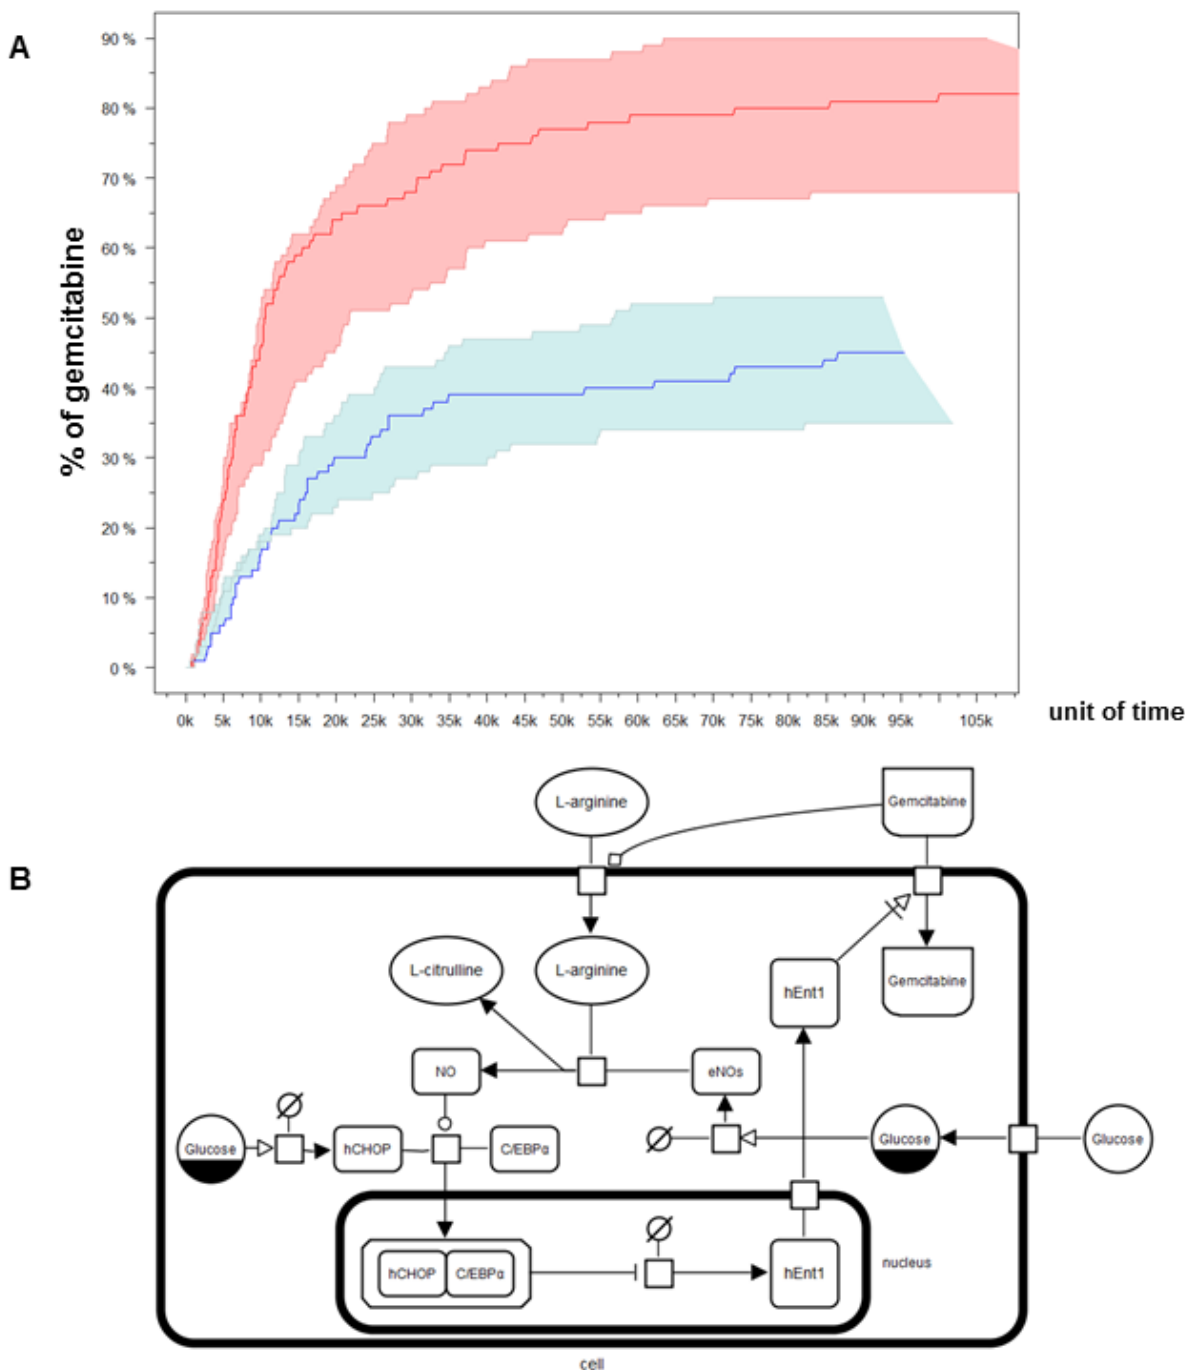 A
90 %
80 %
70 %
60 %
50 %
40 %
30 %
20 %
10 %
0 %
% of gemcitabine
0k 5k 10k 15k 20k 25k 30k 35k 40k 45k 50k 55k 60k 65k 70k 75k 80k 85k 90k 95k 105k
unit of time
B
L-arginine
Gemcitabine
L-citrulline
L-arginine
hEnt1
Gemcitabine
NO
eNOs
Glucose
hCHOP
C/EBPα
Glucose
Glucose
hCHOP
C/EBPα
hEnt1
nucleus
cell